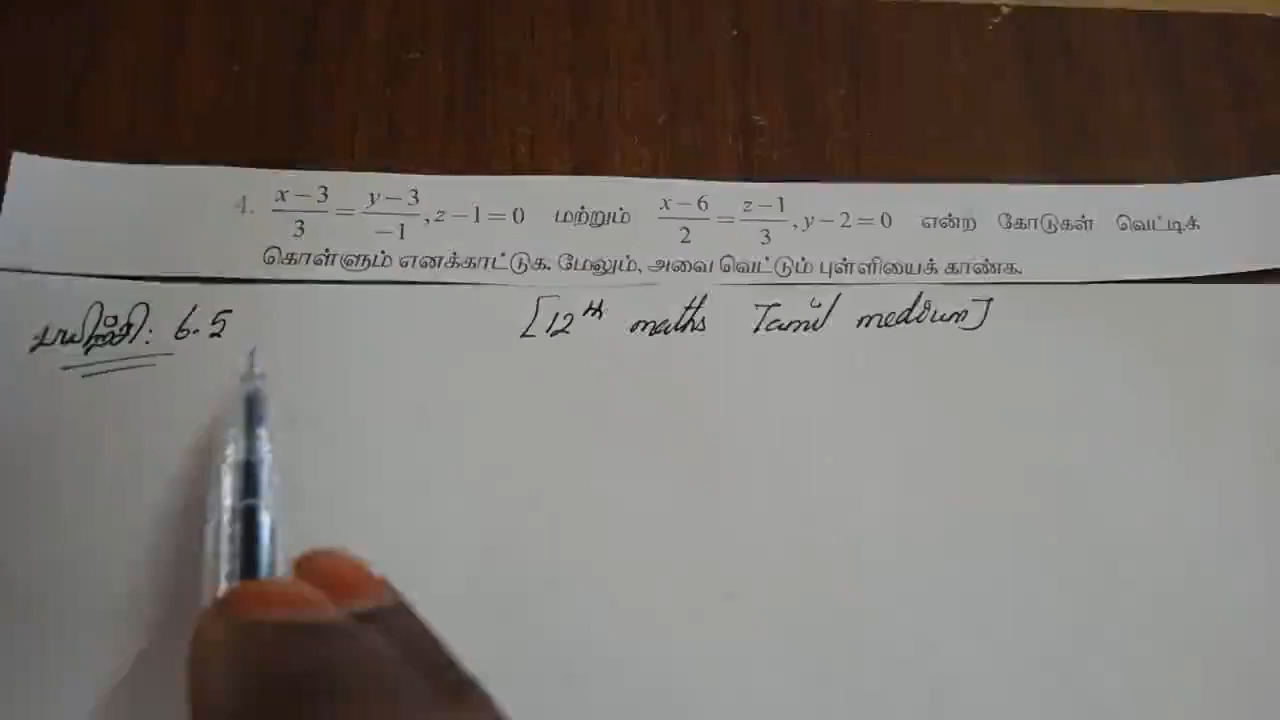 4. x−3/3 = y−3/−1, z−1=0 மற்றும் x−6/2 = z−1/3, y−2=0 என்ற கோடுகள் வெட்டிக்
கொள்ளும் எனக்காட்டுக. மேலும், அவை வெட்டும் புள்ளியைக் காண்க.
பயிற்சி: 6.5 [12th maths Tamil medium]